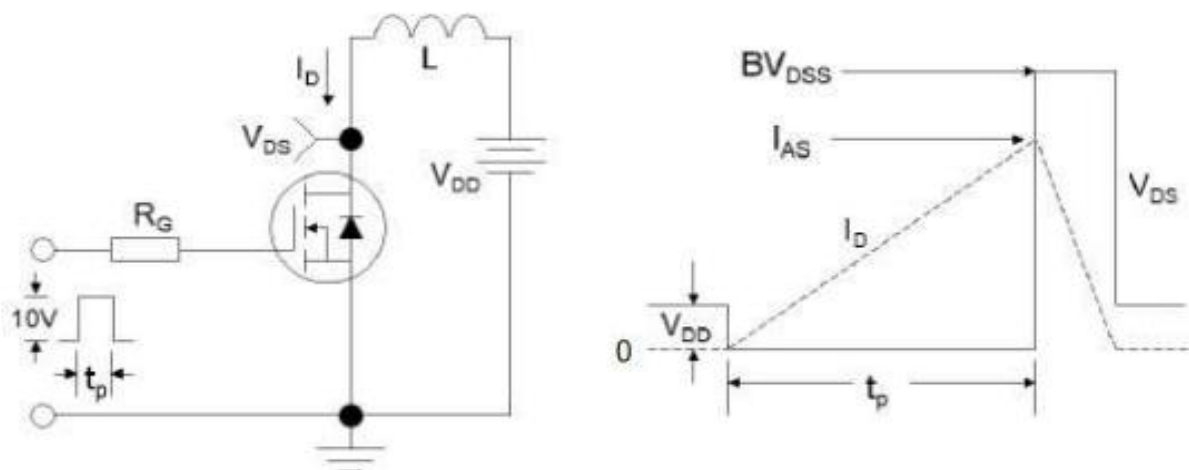 L
I_D
V_DS
V_DD
R_G
10V
t_p
BV_DSS
I_AS
V_DS
I_D
V_DD
0
t_p